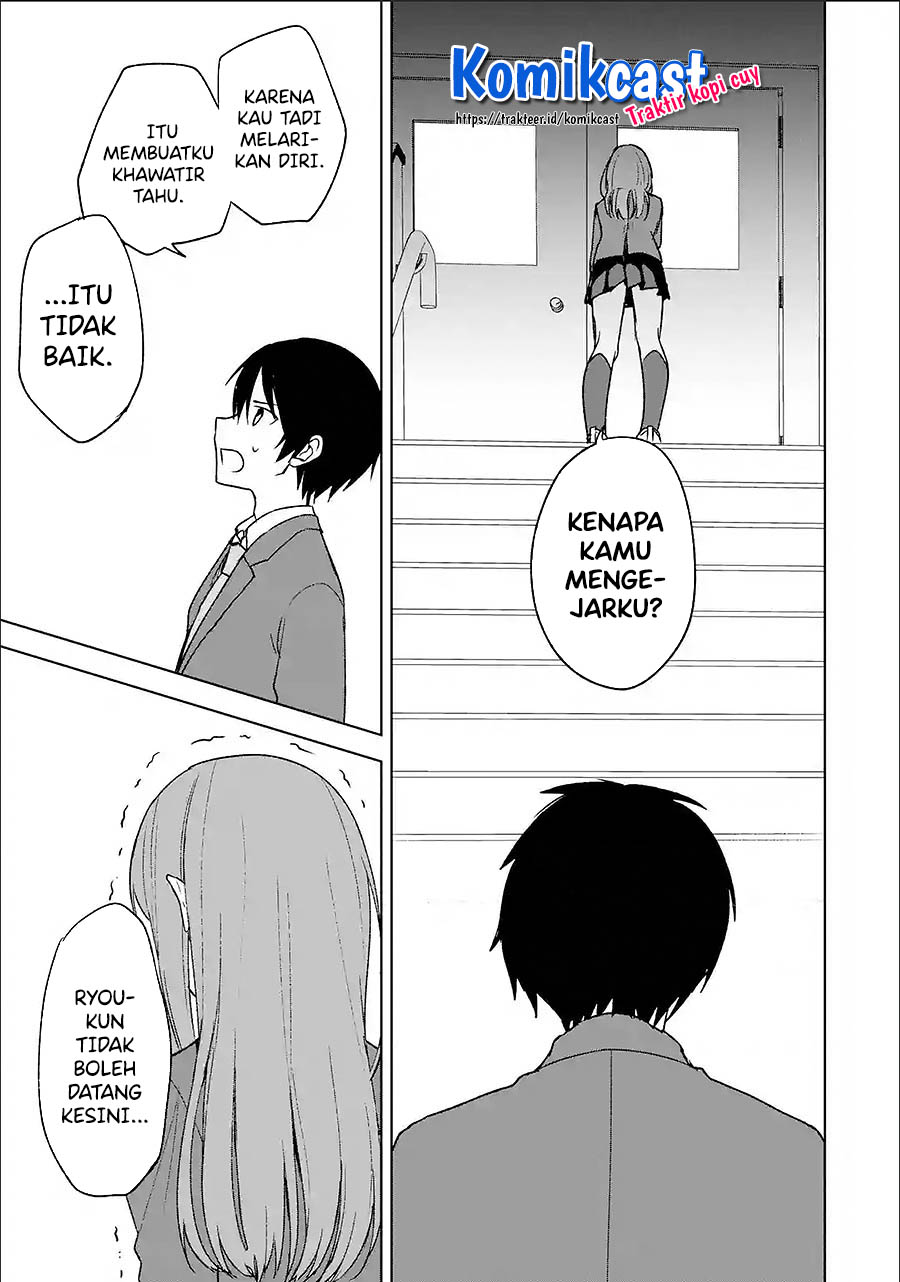 Komikcast
Traktir kopi cuy
https://trakteer.id/komikcast
KENAPA
KAMU
MENGE-
JARKU?
KARENA
KAU TADI
MELARI-
KAN DIRI.
ITU
MEMBUATKU
KHAWATIR
TAHU.
...ITU
TIDAK
BAIK.
RYOU-
KUN
TIDAK
BOLEH
DATANG
KESINI...